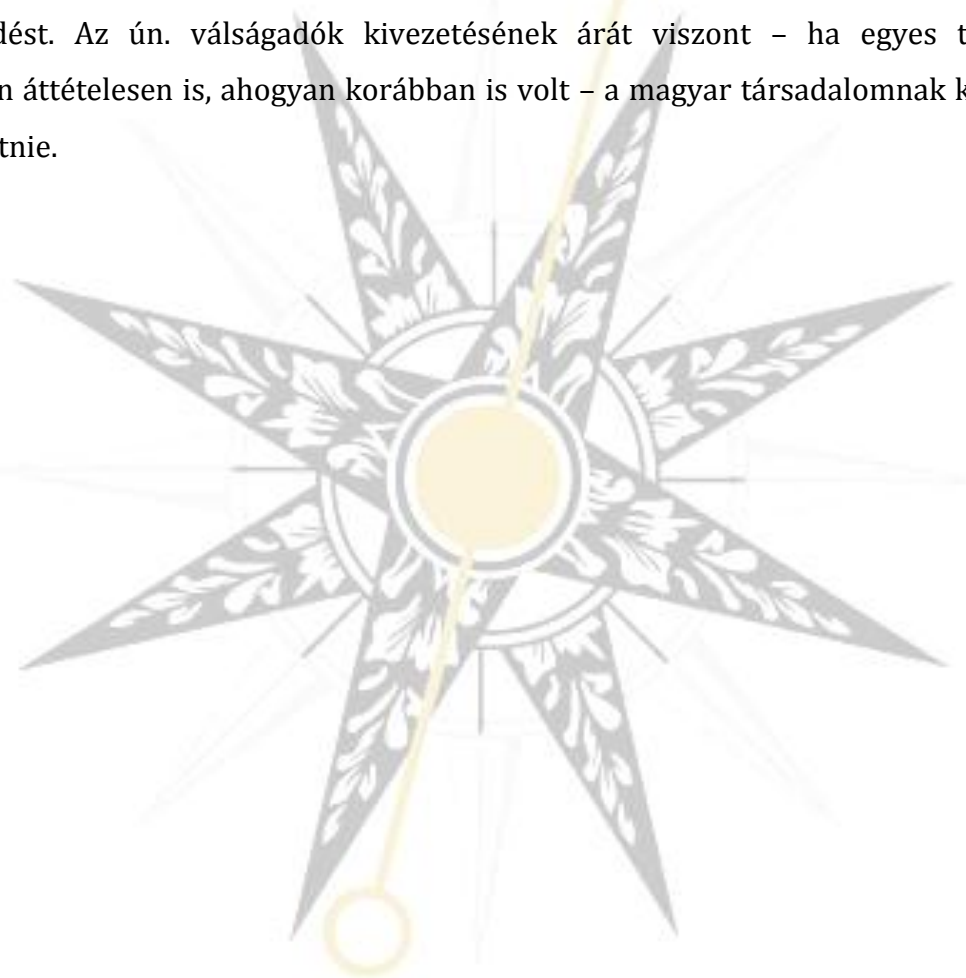 dést. Az ún. válságadók kivezetésének árát viszont – ha egyes t
n áttételesen is, ahogyan korábban is volt – a magyar társadalomnak k
tnie.